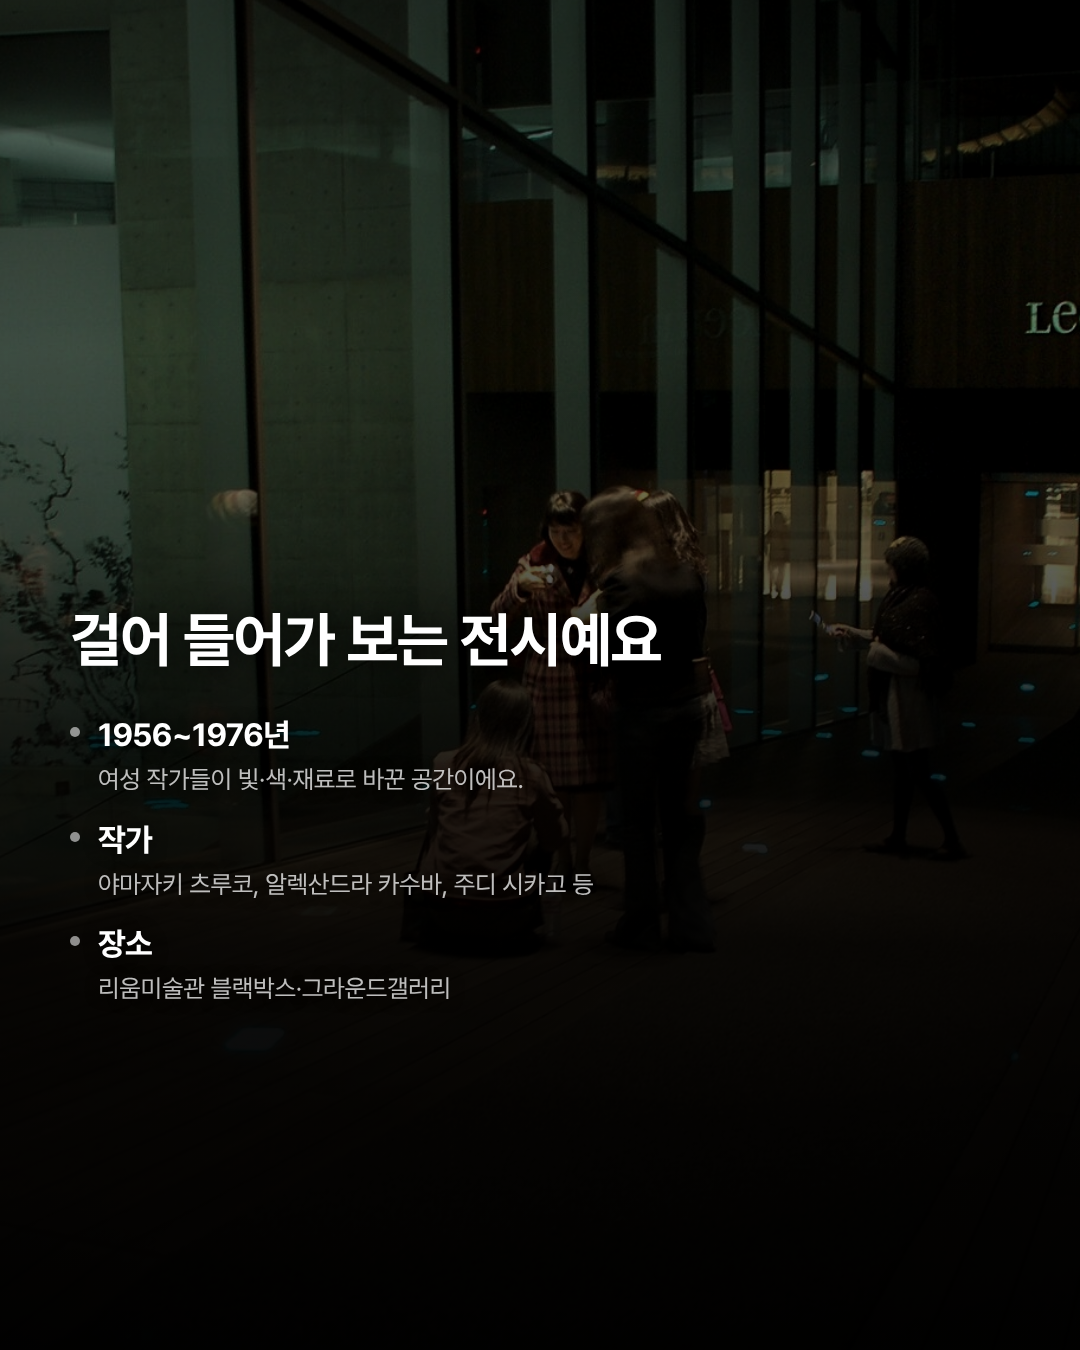 Le
걸어 들어가 보는 전시예요
1956~1976년
여성 작가들이 빛·색·재료로 바꾼 공간이에요.
작가
야마자키 츠루코, 알렉산드라 카수바, 주디 시카고 등
장소
리움미술관 블랙박스·그라운드갤러리